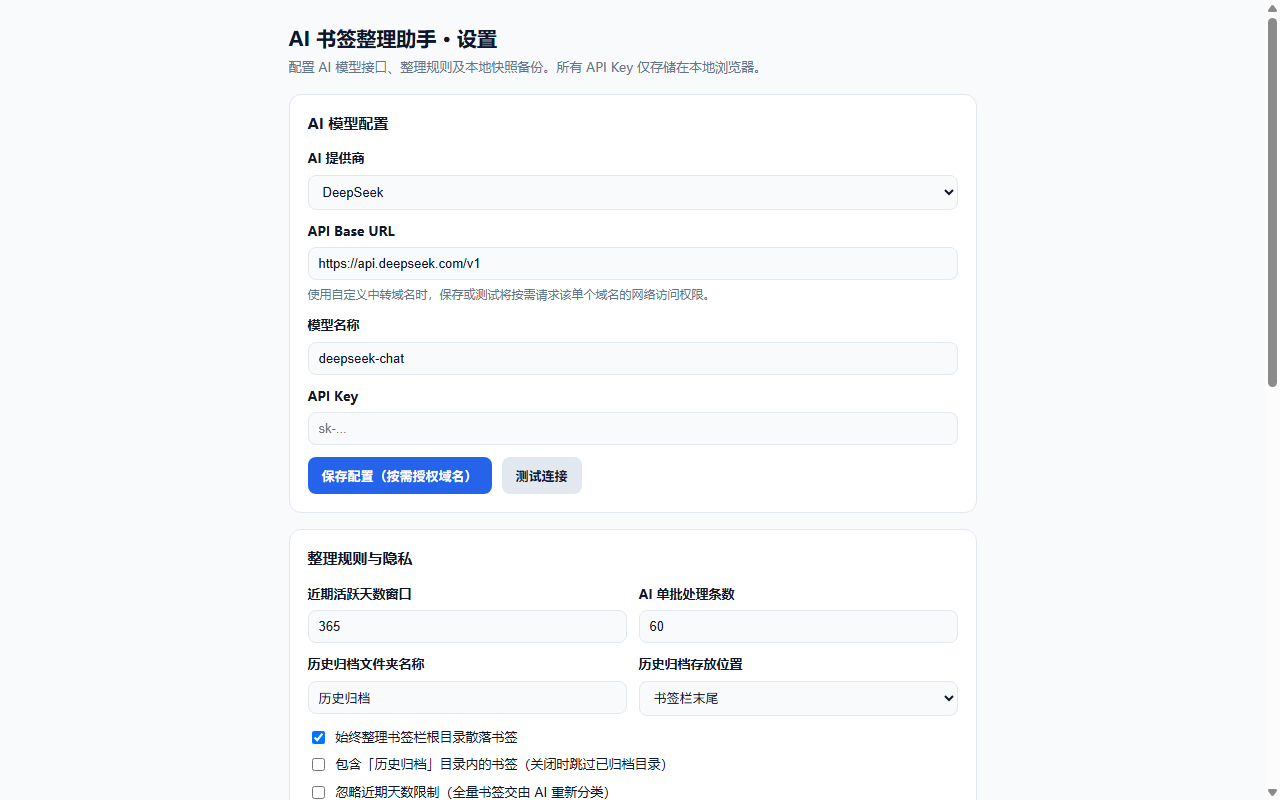 AI 书签整理助手 • 设置
配置 AI 模型接口、整理规则及本地快照备份。所有 API Key 仅存储在本地浏览器。
AI 模型配置
AI 提供商
DeepSeek
API Base URL
https://api.deepseek.com/v1
使用自定义中转域名时，保存或测试将按需请求该单个域名的网络访问权限。
模型名称
deepseek-chat
API Key
sk-...
保存配置（按需授权域名） 测试连接
整理规则与隐私
近期活跃天数窗口 AI 单批处理条数
365 60
历史归档文件夹名称 历史归档存放位置
历史归档 书签栏末尾
始终整理书签栏根目录散落书签
包含「历史归档」目录内的书签（关闭时跳过已归档目录）
忽略近期天数限制（全量书签交由 AI 重新分类）